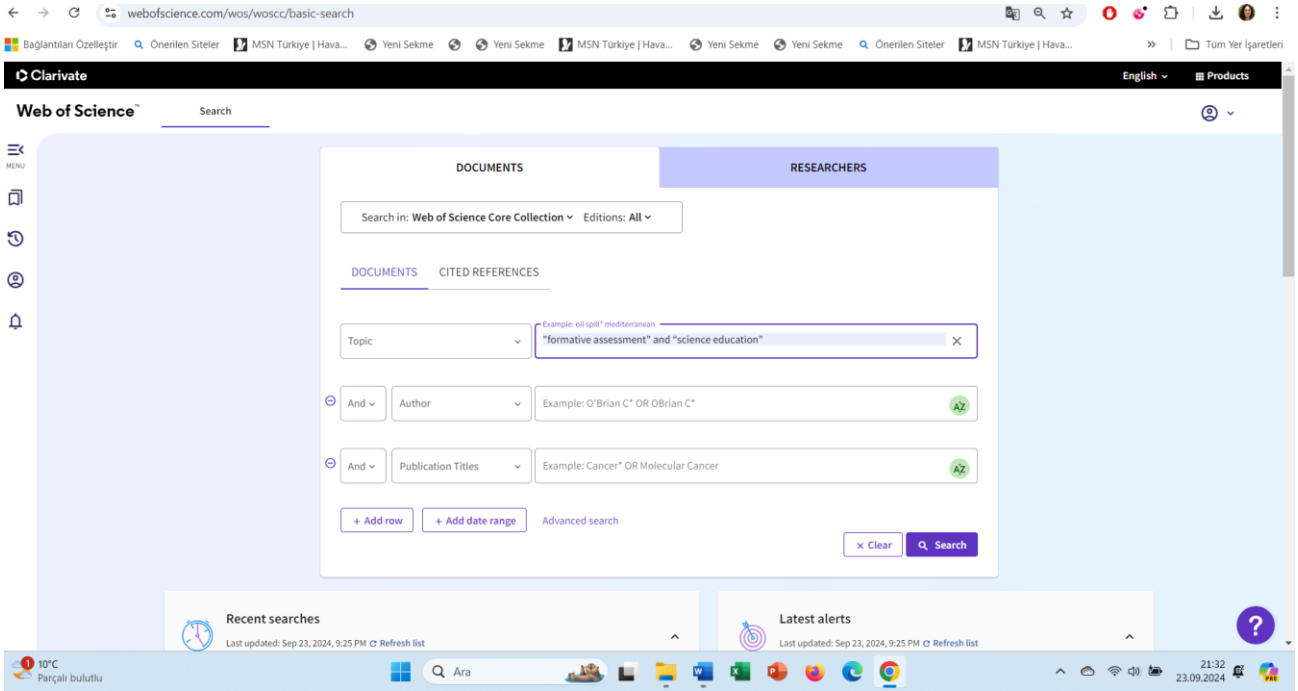 webofscience.com/wos/woscc/basic-search
Bağlantıları Özelleştir Önerilen Siteler MSN Türkiye | Hava... Yeni Sekme Yeni Sekme MSN Türkiye | Hava... Yeni Sekme Yeni Sekme Önerilen Siteler MSN Türkiye | Hava... » Tüm Yer İşaretleri
Clarivate English Products
Web of Science™ Search
MENU
DOCUMENTS RESEARCHERS
Search in: Web of Science Core Collection Editions: All
DOCUMENTS CITED REFERENCES
Example: oil spill* mediterranean
Topic "formative assessment" and "science education"
And Author Example: O'Brian C* OR OBrian C*
AZ
And Publication Titles Example: Cancer* OR Molecular Cancer
AZ
+ Add row + Add date range Advanced search
× Clear Search
Recent searches Latest alerts
Last updated: Sep 23, 2024, 9:25 PM Refresh list Last updated: Sep 23, 2024, 9:25 PM Refresh list
?
1 10°C Ara 21:32
Parçalı bulutlu 23.09.2024 PRE